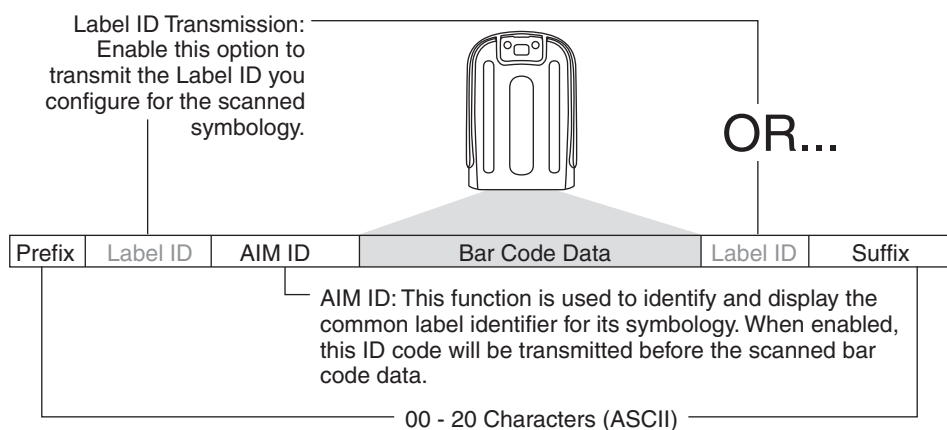 Label ID Transmission:
Enable this option to
transmit the Label ID you
configure for the scanned
symbology.
OR...
Prefix Label ID AIM ID Bar Code Data Label ID Suffix
AIM ID: This function is used to identify and display the
common label identifier for its symbology. When enabled,
this ID code will be transmitted before the scanned bar
code data.
00 - 20 Characters (ASCII)